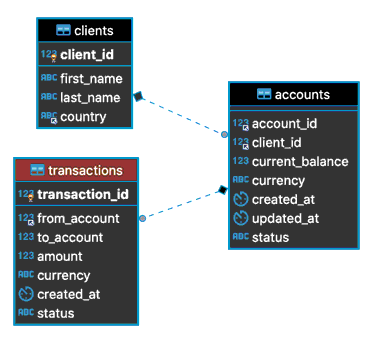 clients
123 client_id
ABC first_name
ABC last_name
ABC country
accounts
123 account_id
123 client_id
123 current_balance
ABC currency
created_at
updated_at
ABC status
transactions
123 transaction_id
123 from_account
123 to_account
123 amount
ABC currency
created_at
ABC status